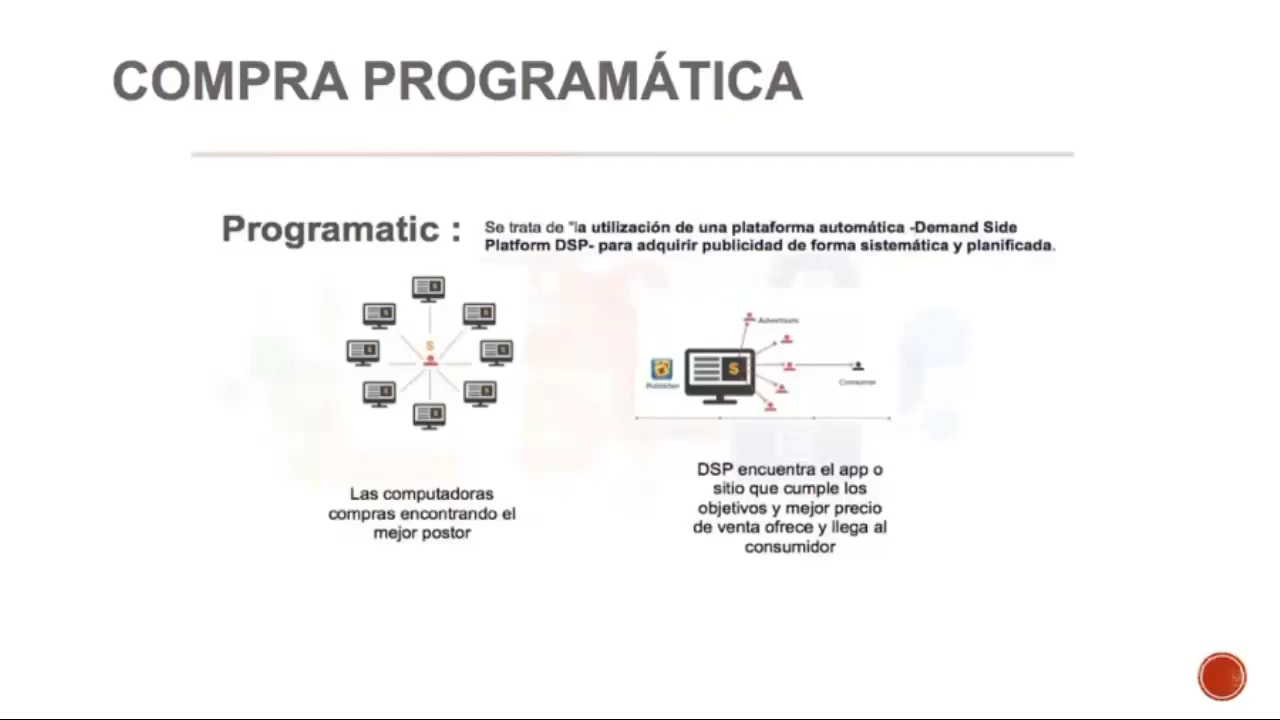 COMPRA PROGRAMÁTICA
Programatic :
Se trata de "la utilización de una plataforma automática -Demand Side
Platform DSP- para adquirir publicidad de forma sistemática y planificada.
$
Las computadoras
compras encontrando el
mejor postor
Advertisers
$
Publisher
Consumer
DSP encuentra el app o
sitio que cumple los
objetivos y mejor precio
de venta ofrece y llega al
consumidor